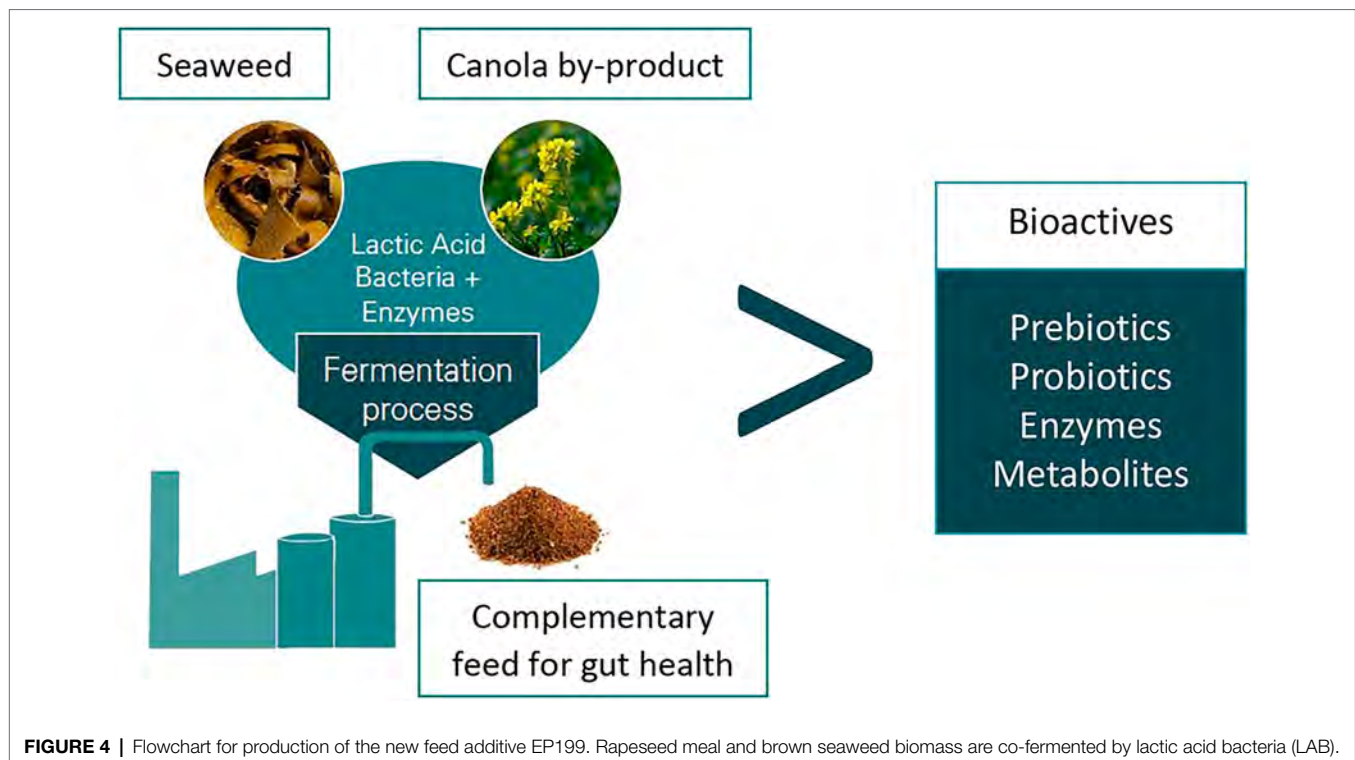 Seaweed
Canola by-product
Lactic Acid
Bacteria +
Enzymes
Fermentation
process
Complementary
feed for gut health
>
Bioactives
Prebiotics
Probiotics
Enzymes
Metabolites
FIGURE 4 | Flowchart for production of the new feed additive EP199. Rapeseed meal and brown seaweed biomass are co-fermented by lactic acid bacteria (LAB).